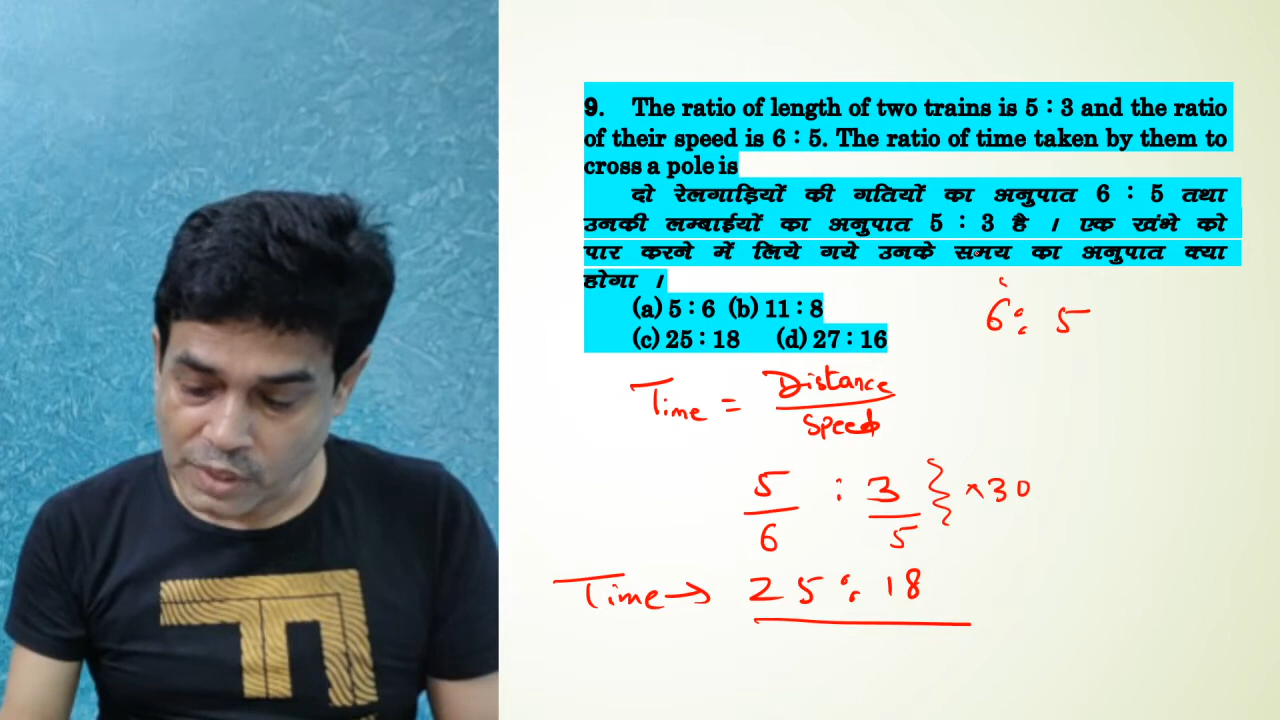 9. The ratio of length of two trains is 5 : 3 and the ratio
of their speed is 6 : 5. The ratio of time taken by them to
cross a pole is
दो रेलगाड़ियों की गतियों का अनुपात 6 : 5 तथा
उनकी लम्बाईयों का अनुपात 5 : 3 है । एक खंभे को
पार करने में लिये गये उनके समय का अनुपात क्या
होगा ।
(a) 5 : 6 (b) 11 : 8
(c) 25 : 18 (d) 27 : 16
6 : 5
Time = Distance / Speed
5/6 : 3/5 } ×30
Time → 25 : 18